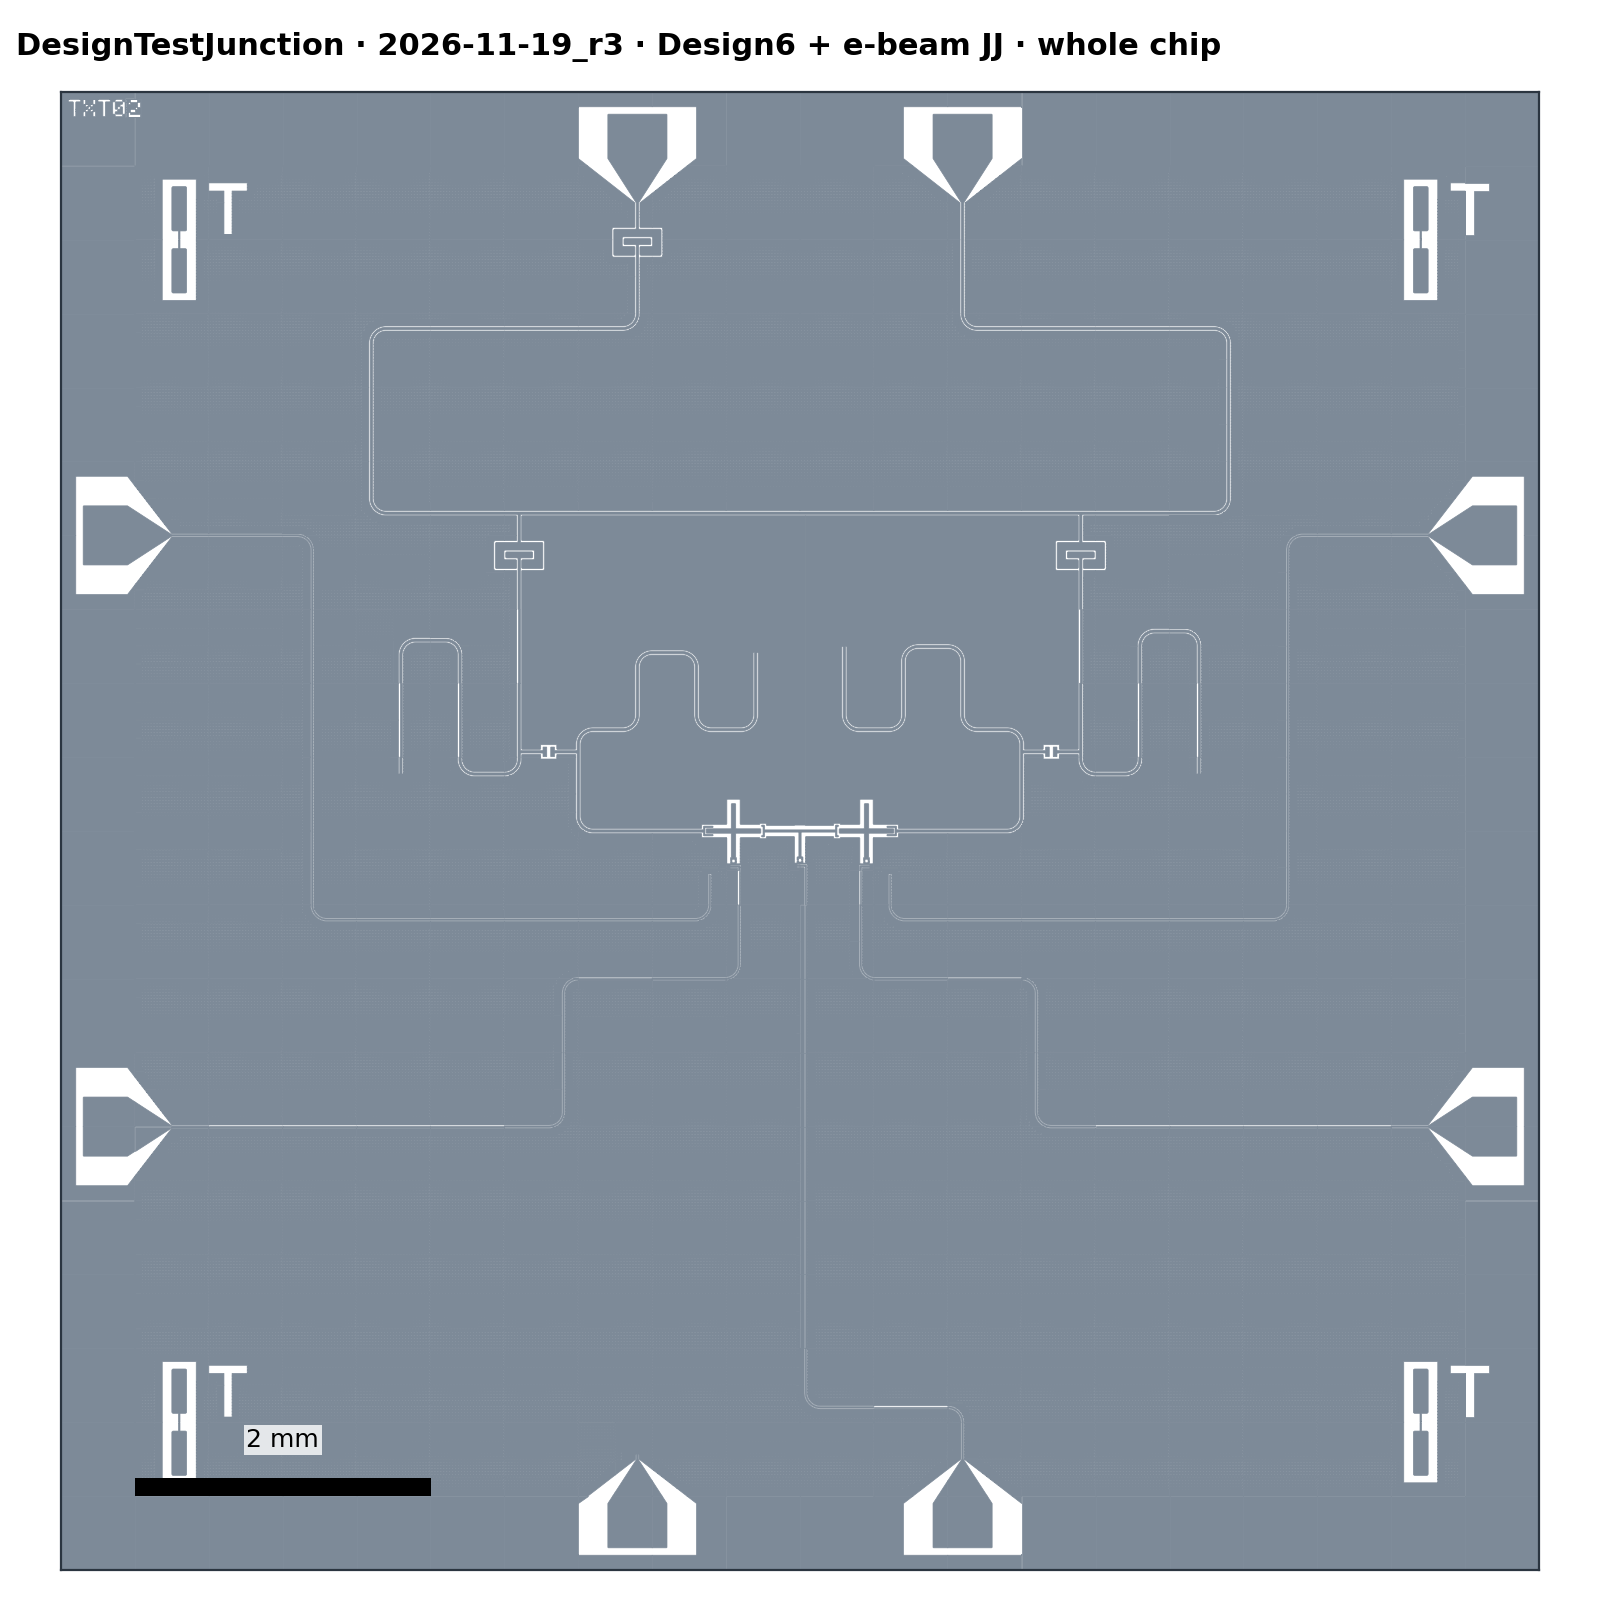 DesignTestJunction · 2026-11-19_r3 · Design6 + e-beam JJ · whole chip
TXT02
T
T
T
T
2 mm